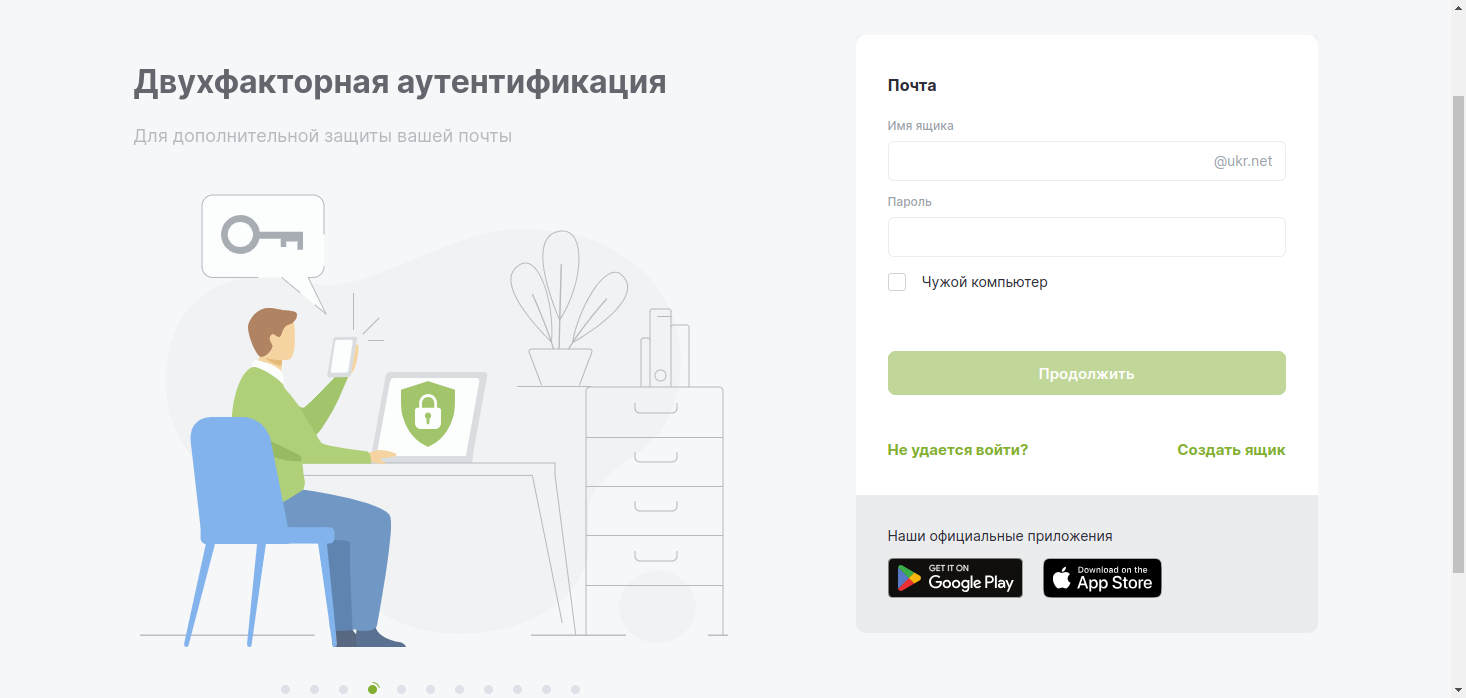 Двухфакторная аутентификация
Для дополнительной защиты вашей почты
Почта
Имя ящика
@ukr.net
Пароль
Чужой компьютер
Продолжить
Не удается войти?
Создать ящик
Наши официальные приложения
GET IT ON
Google Play
Download on the
App Store